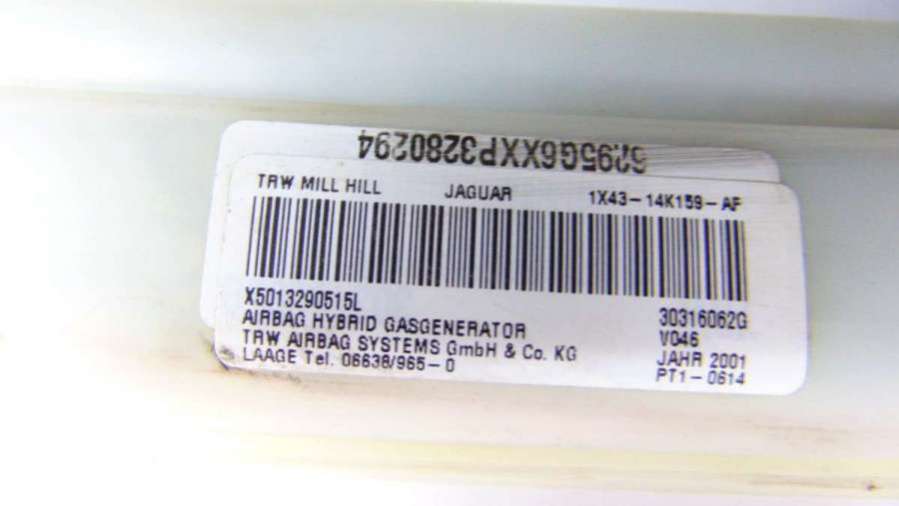 6295G6XXP3280294
TRW MILL HILL JAGUAR 1X43-14K159-AF
X5013290515L 30316062G
AIRBAG HYBRID GASGENERATOR V046
TRW AIRBAG SYSTEMS GmbH & Co. KG JAHR 2001
LAAGE Tel. 06638/965-0 PT1-0614